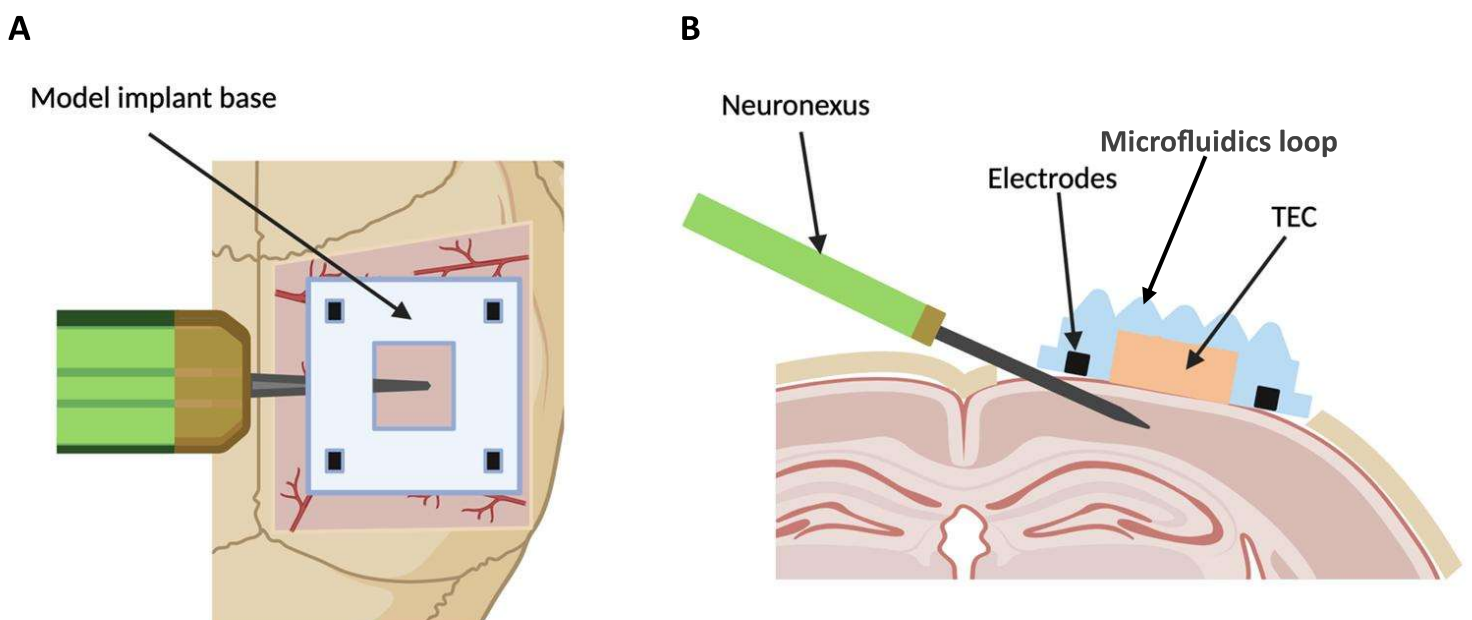 A
B
Model implant base
Neuronexus
Microfluidics loop
Electrodes
TEC